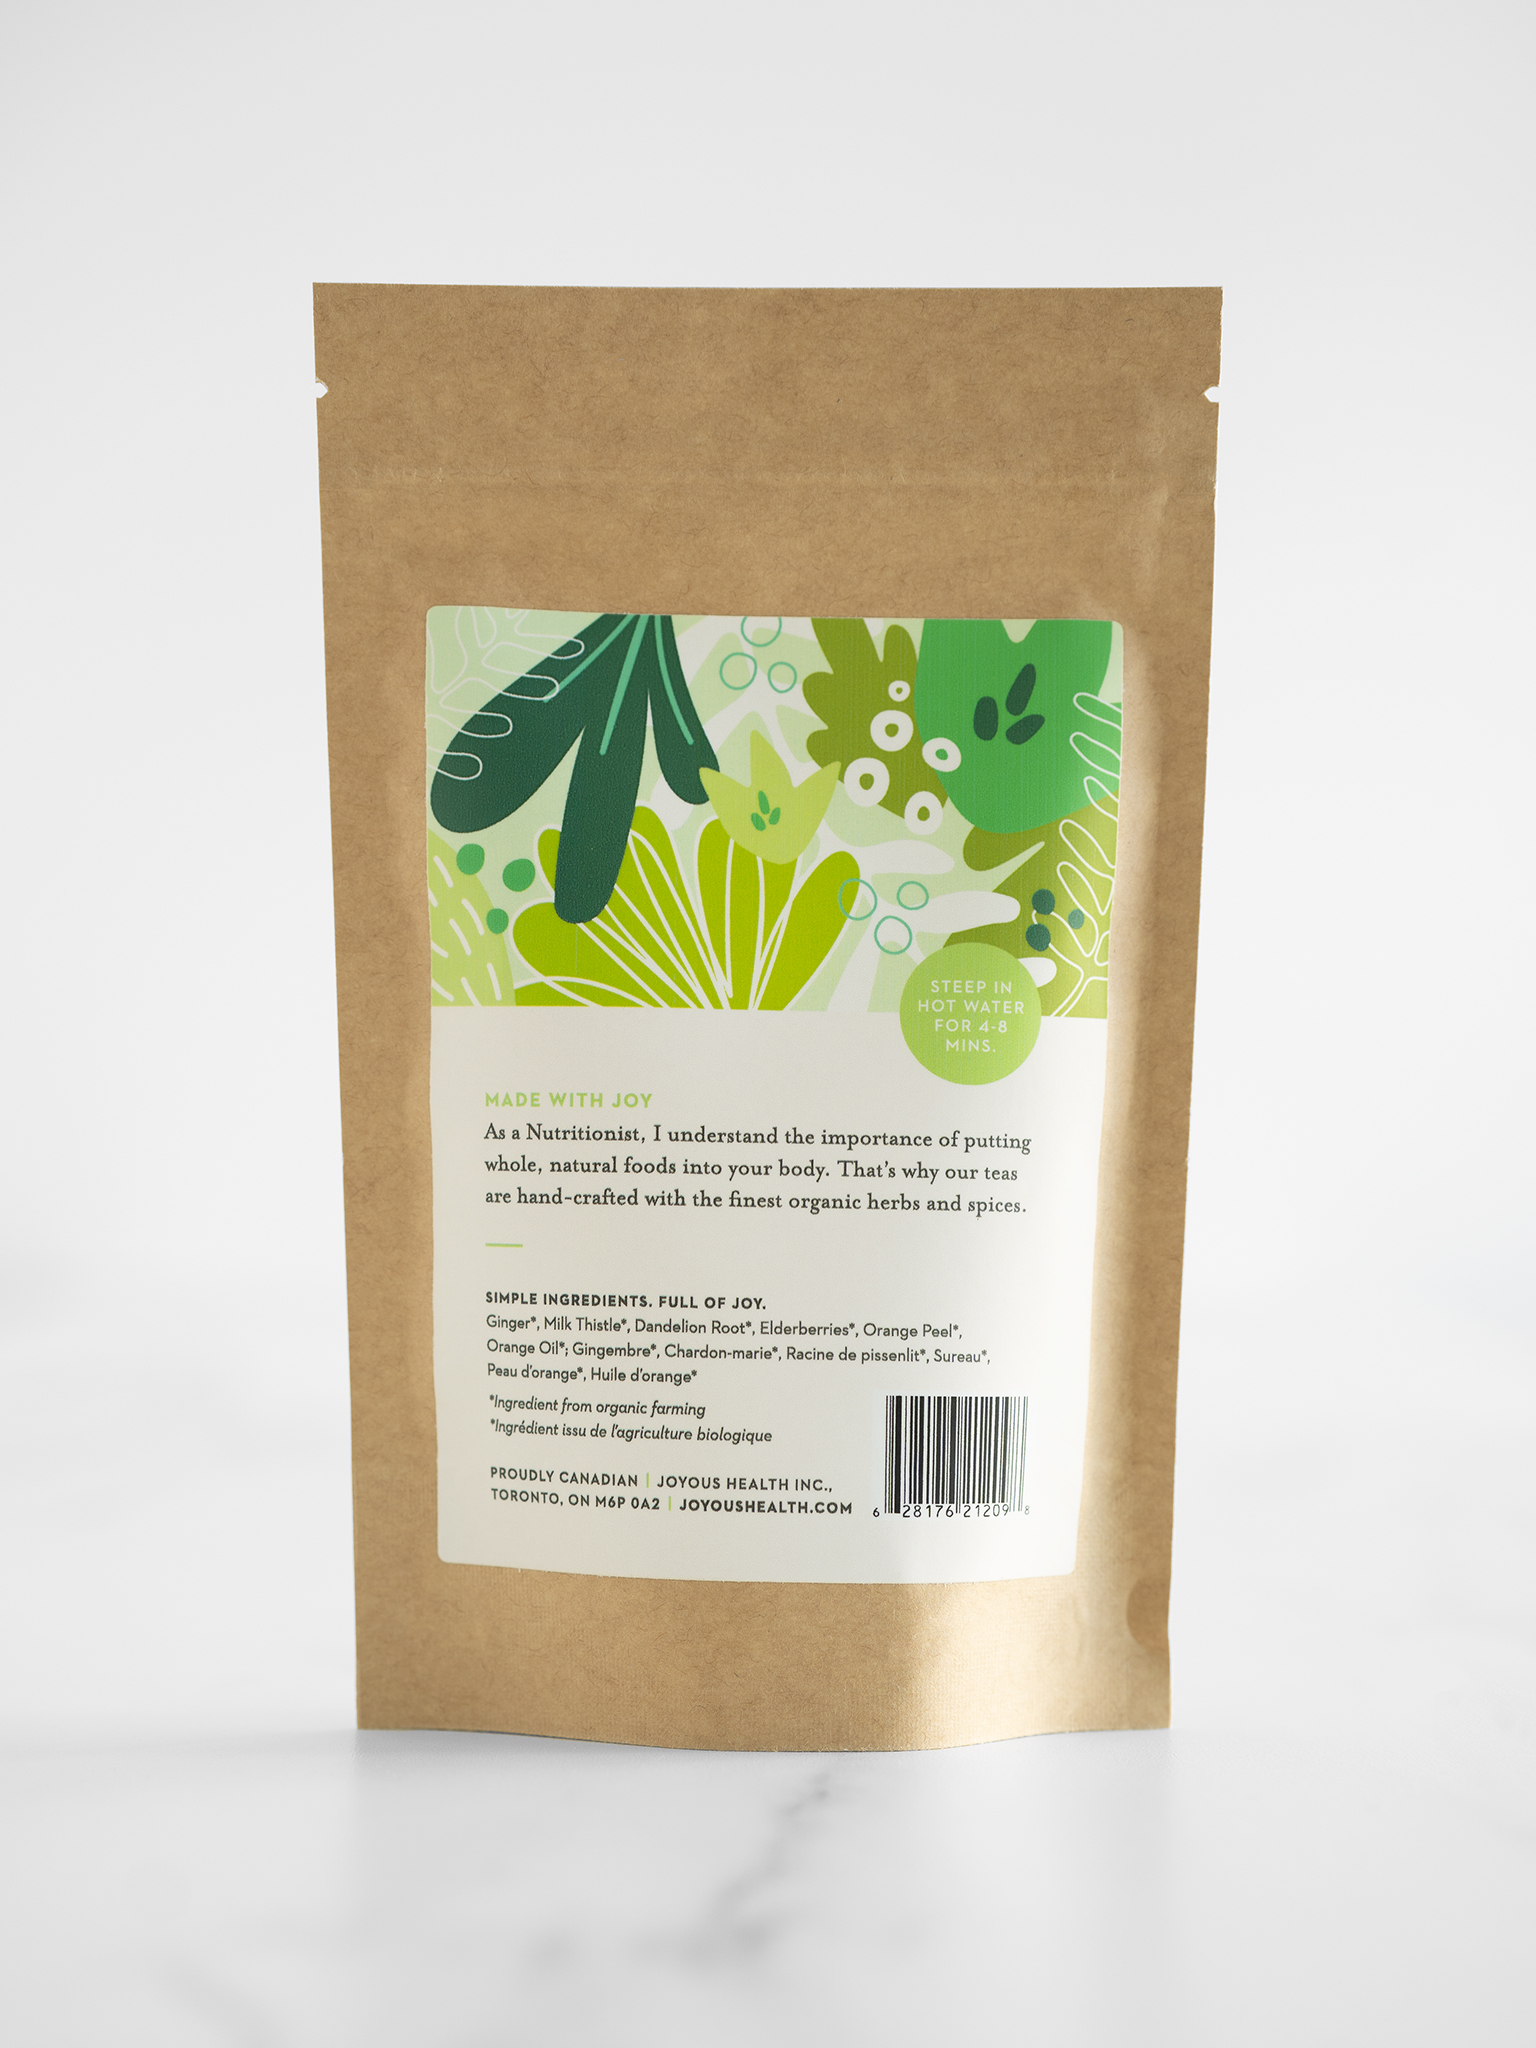 STEEP IN
HOT WATER
FOR 4-8
MINS.
MADE WITH JOY
As a Nutritionist, I understand the importance of putting
whole, natural foods into your body. That's why our teas
are hand-crafted with the finest organic herbs and spices.
SIMPLE INGREDIENTS. FULL OF JOY.
Ginger*, Milk Thistle*, Dandelion Root*, Elderberries*, Orange Peel*,
Orange Oil*; Gingembre*, Chardon-marie*, Racine de pissenlit*, Sureau*,
Peau d'orange*, Huile d'orange*
*Ingredient from organic farming
*Ingrédient issu de l'agriculture biologique
PROUDLY CANADIAN | JOYOUS HEALTH INC.,
TORONTO, ON M6P 0A2 | JOYOUSHEALTH.COM
6 28176 21209 8